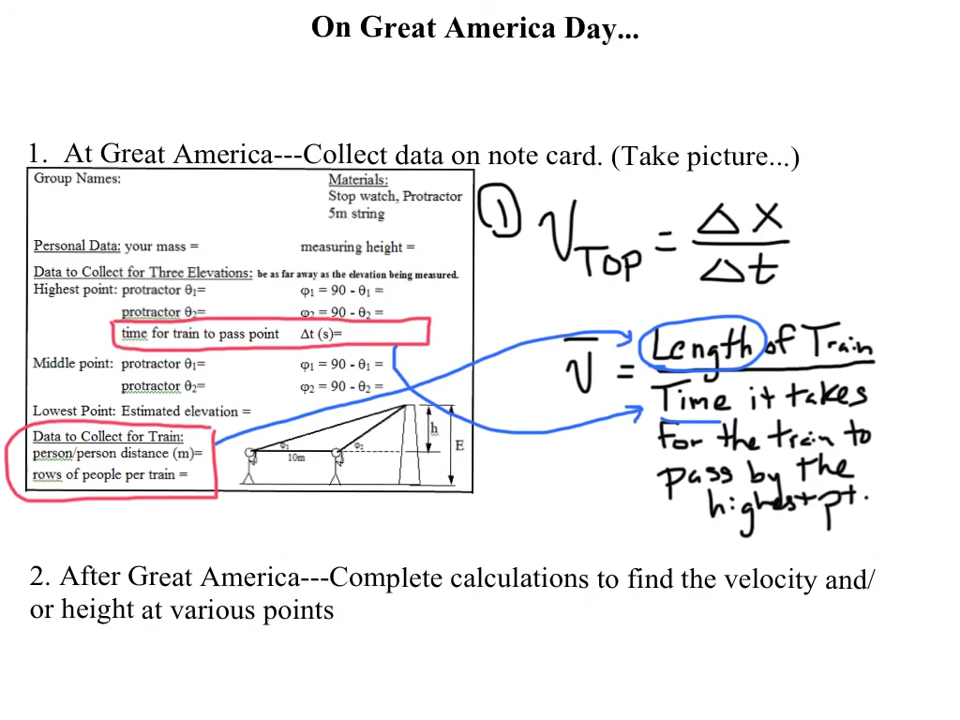 On Great America Day...
1. At Great America---Collect data on note card. (Take picture...)
Group Names:
Materials:
Stop watch, Protractor
5m string
Personal Data: your mass =
measuring height =
Data to Collect for Three Elevations: be as far away as the elevation being measured.
Highest point: protractor θ₁=
φ₁ = 90 - θ₁ =
protractor θ₂=
φ₂ = 90 - θ₂ =
time for train to pass point
Δt (s)=
Middle point: protractor θ₁=
φ₁ = 90 - θ₁ =
protractor θ₂=
φ₂ = 90 - θ₂ =
Lowest Point: Estimated elevation =
Data to Collect for Train:
person/person distance (m)=
rows of people per train =
φ₁
φ₂
10m
h
E
① V_Top = Δx / Δt
V̄ = Length of Train
Time it takes
for the train to
pass by the
highest pt.
2. After Great America---Complete calculations to find the velocity and/
or height at various points